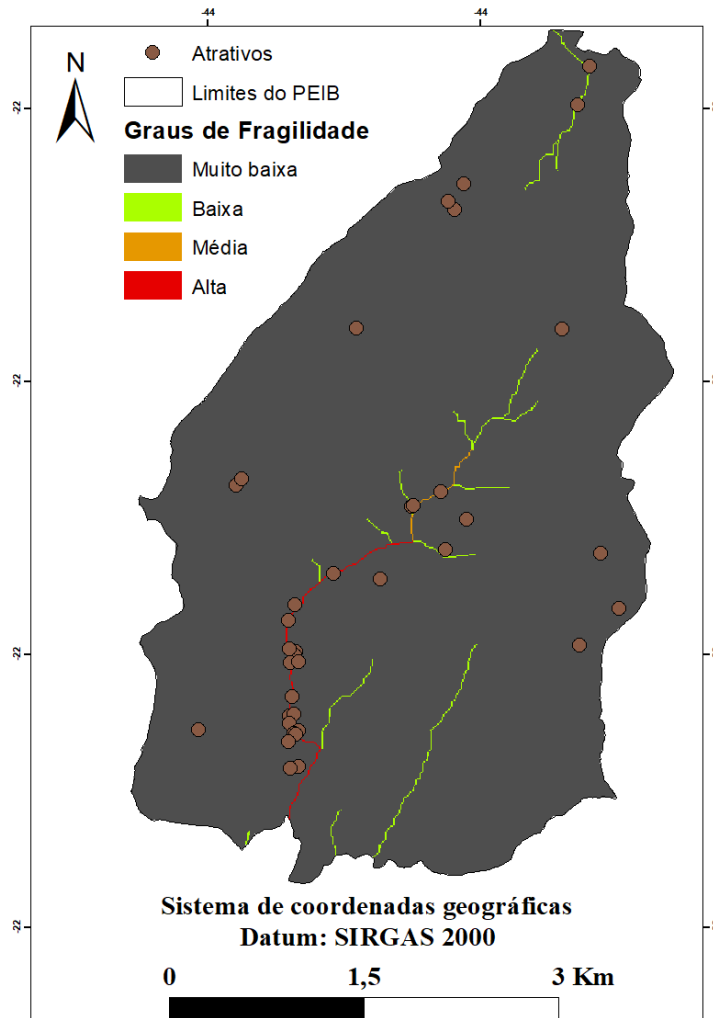 -44
-44
N
Atrativos
Limites do PEIB
Graus de Fragilidade
Muito baixa
Baixa
Média
Alta
-22
-22
-22
-22
Sistema de coordenadas geográficas
Datum: SIRGAS 2000
0
1,5
3 Km